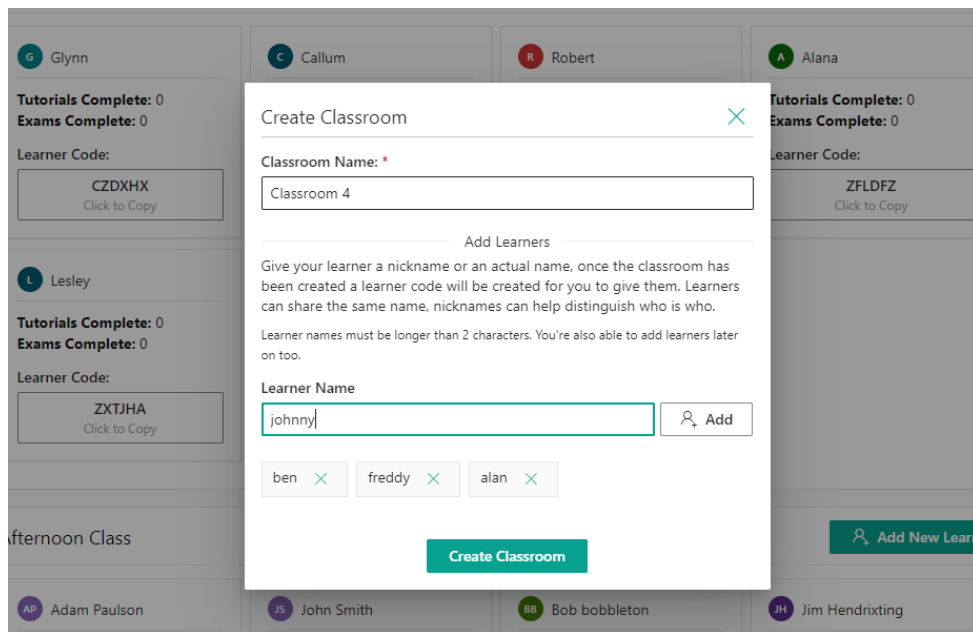 G Glynn
C Callum
R Robert
A Alana
Tutorials Complete: 0
Exams Complete: 0
Learner Code:
CZDXHX
Click to Copy
Tutorials Complete: 0
Exams Complete: 0
Learner Code:
ZFLDFZ
Click to Copy
L Lesley
Tutorials Complete: 0
Exams Complete: 0
Learner Code:
ZXTJHA
Click to Copy
Create Classroom
Classroom Name: *
Classroom 4
Add Learners
Give your learner a nickname or an actual name, once the classroom has
been created a learner code will be created for you to give them. Learners
can share the same name, nicknames can help distinguish who is who.
Learner names must be longer than 2 characters. You're also able to add learners later
on too.
Learner Name
johnny
Add
ben
freddy
alan
Create Classroom
Afternoon Class
Add New Lear
AP Adam Paulson
JS John Smith
BB Bob bobbleton
JH Jim Hendrixting